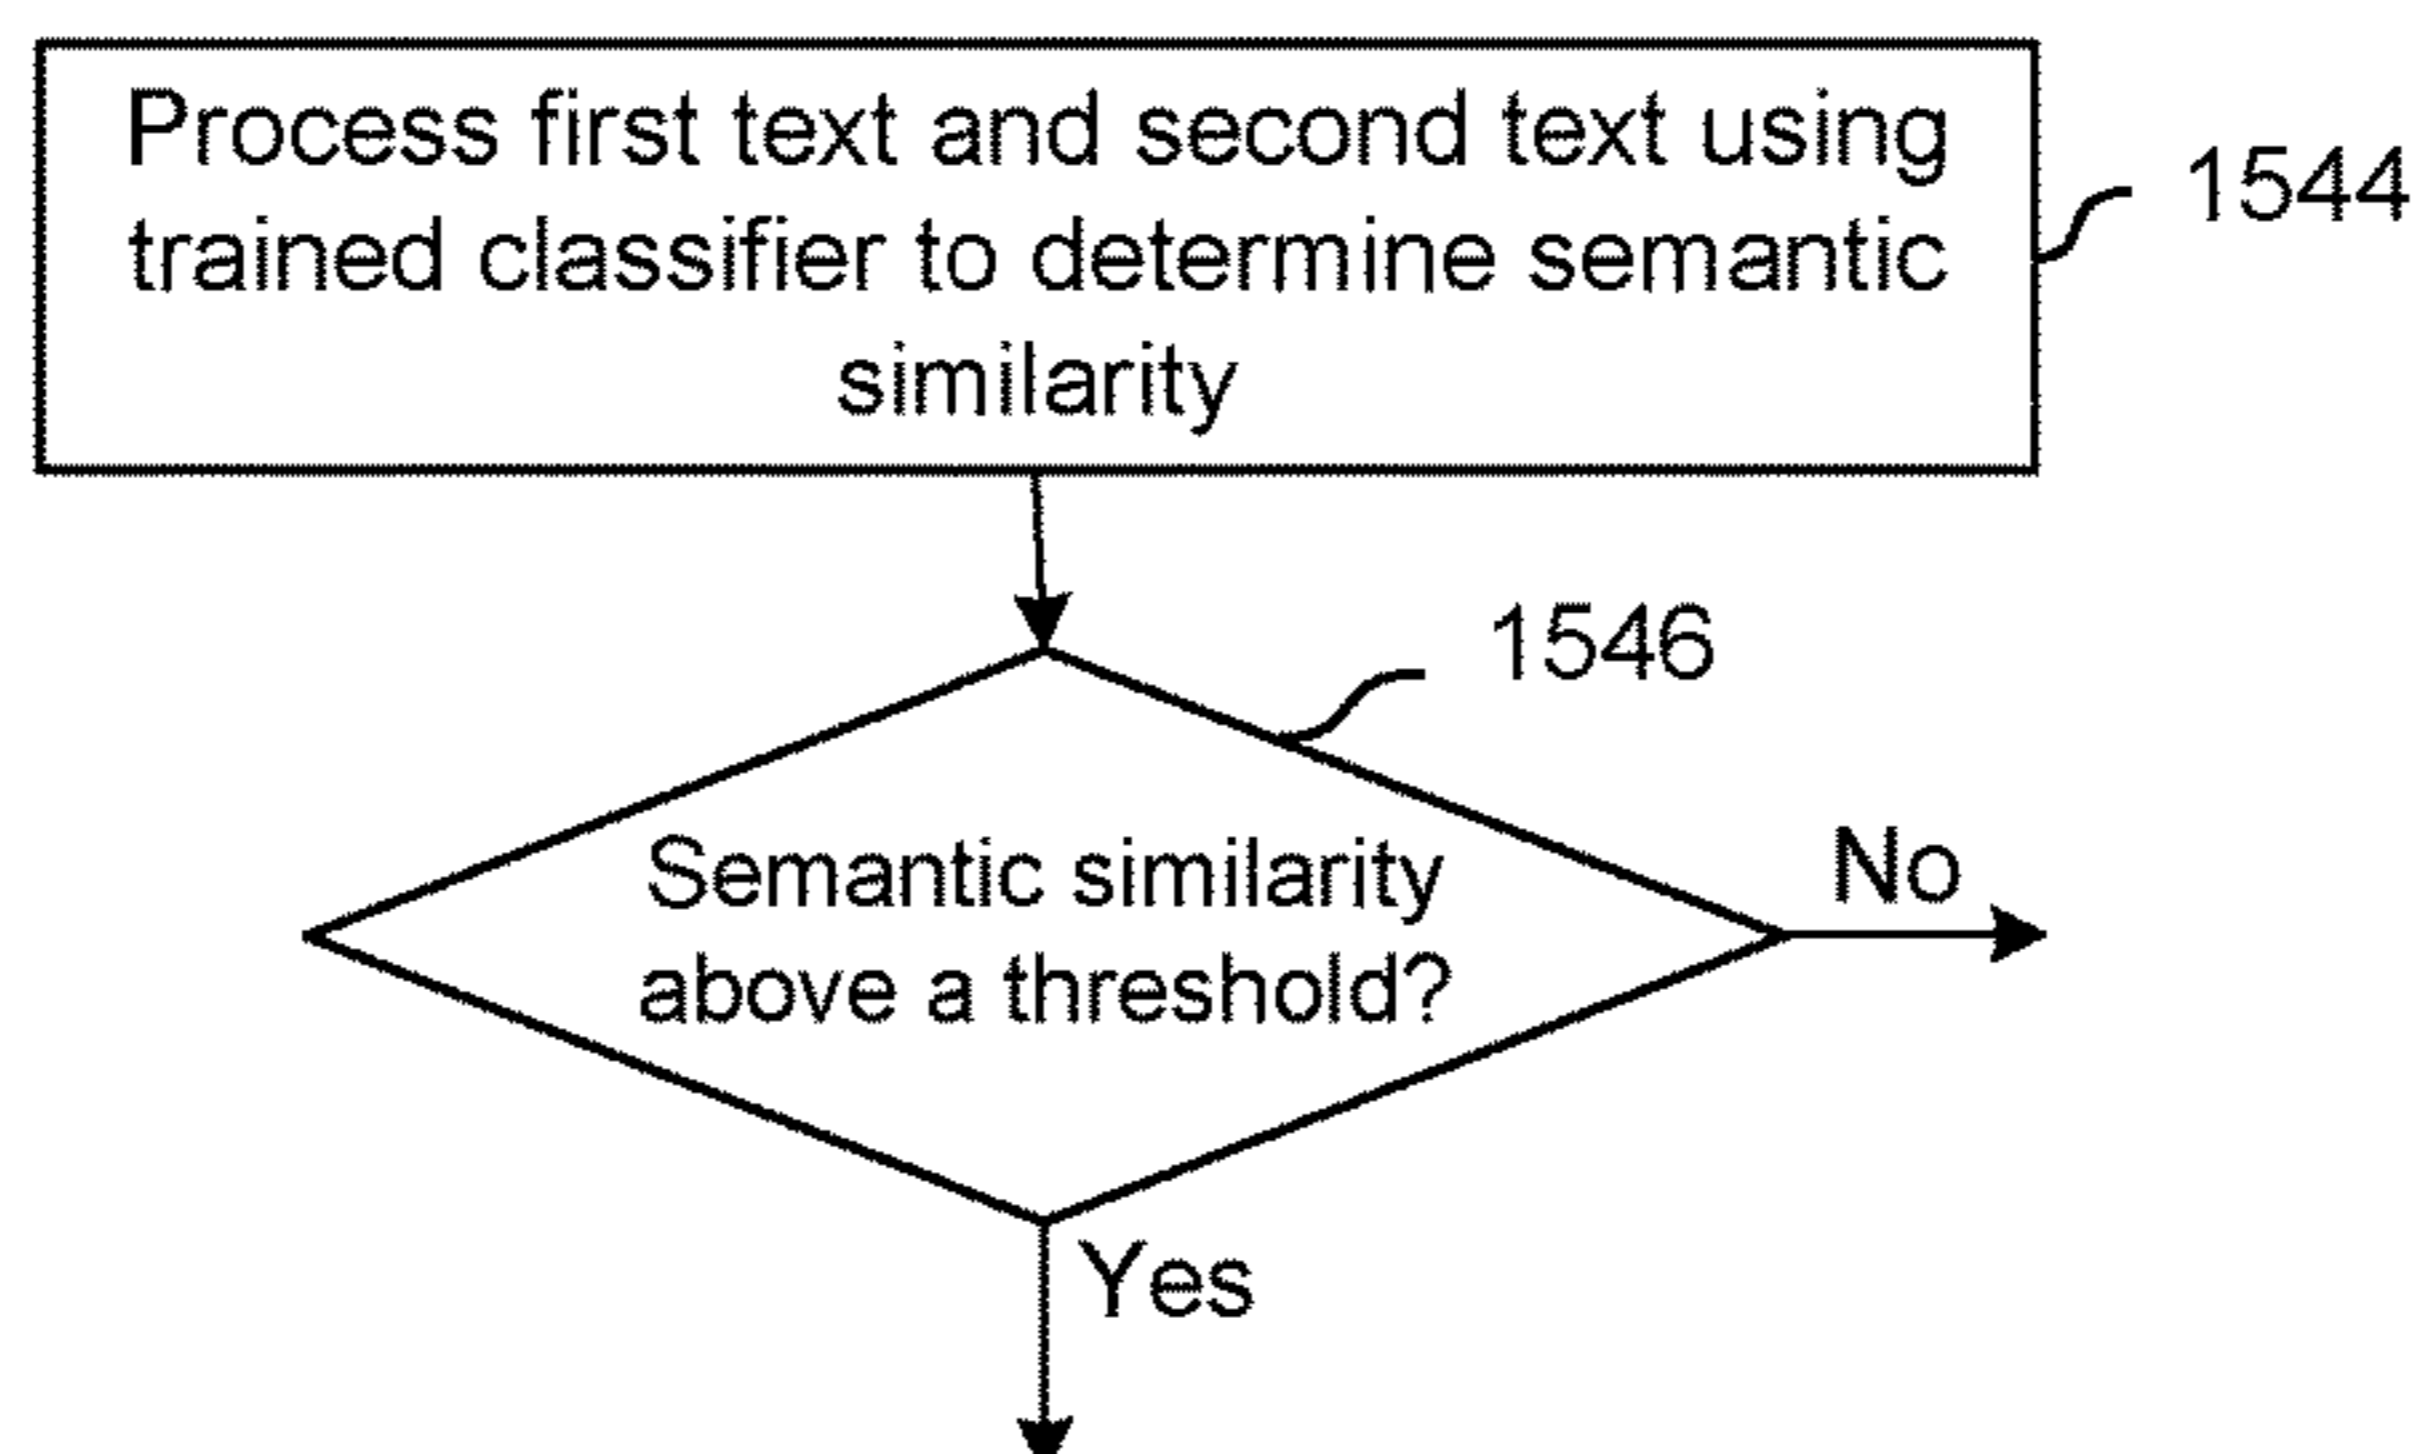 Process first text and second text using
trained classifier to determine semantic
similarity
1544
1546
Semantic similarity
above a threshold?
No
Yes